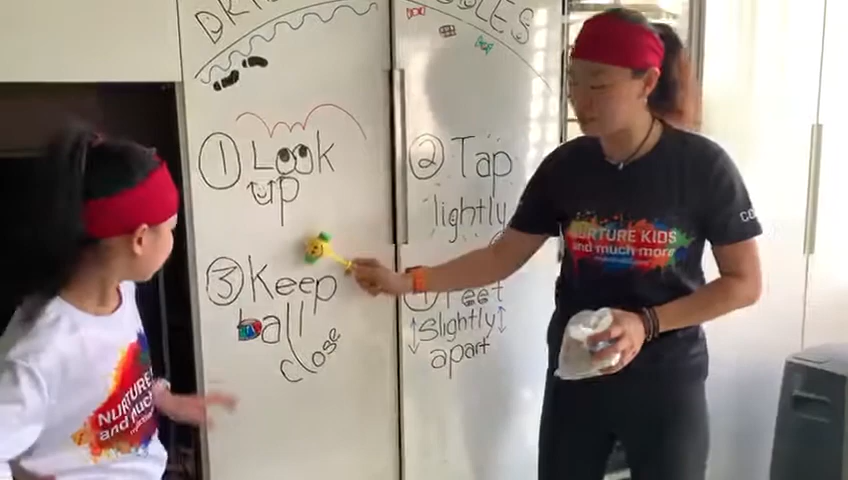 ① Look
up
② Tap
lightly
③ Keep
ball
close
Feet
slightly
apart
NURTURE KIDS
and much more
NURTURE
and much